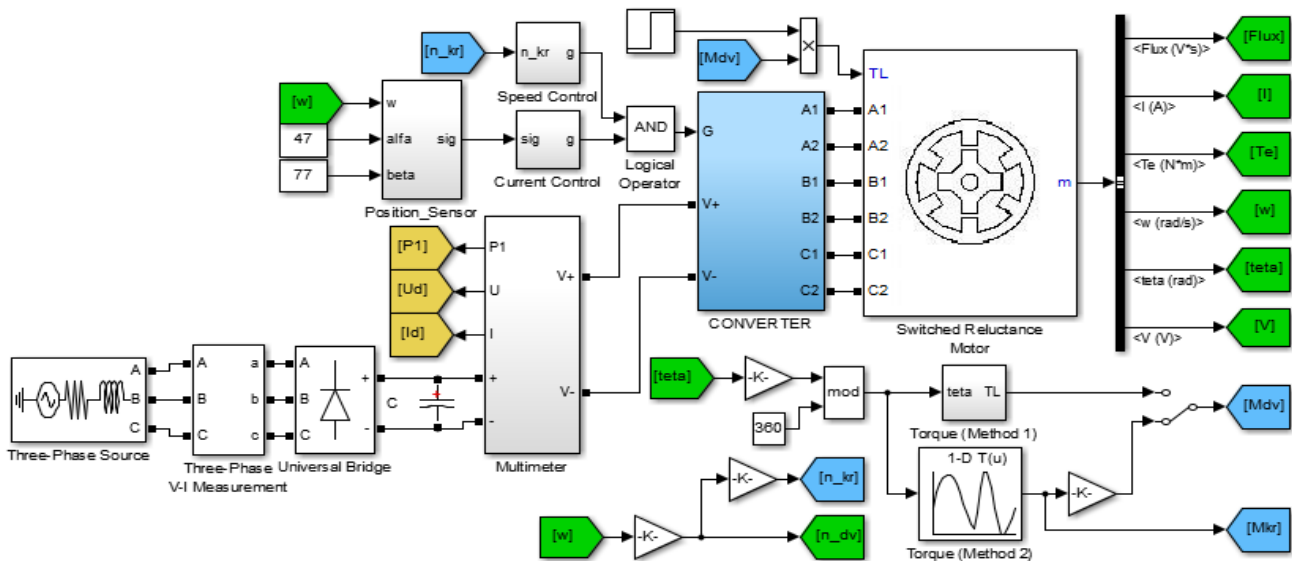 [n_kr]
n_kr g
Speed Control
[Mdv]
×
TL
[w]
47
77
w
alfa
beta
sig
Position_Sensor
sig g
Current Control
AND
Logical
Operator
G
V+
V-
A1
A2
B1
B2
C1
C2
CONVERTER
A1
A2
B1
B2
C1
C2
m
Switched Reluctance
Motor
<Flux (V*s)>
<I (A)>
<Te (N*m)>
<w (rad/s)>
<teta (rad)>
<V (V)>
[Flux]
[I]
[Te]
[w]
[teta]
[V]
[P1]
[Ud]
[Id]
P1
U
I
V+
V-
+
-
Multimeter
A
B
C
Three-Phase Source
A
B
C
a
b
c
Three-Phase
V-I Measurement
A
B
C
+
-
Universal Bridge
C
+
[teta]
-K-
360
mod
teta TL
Torque (Method 1)
1-D T(u)
Torque (Method 2)
-K-
[Mdv]
[Mkr]
[w]
-K-
-K-
[n_kr]
[n_dv]